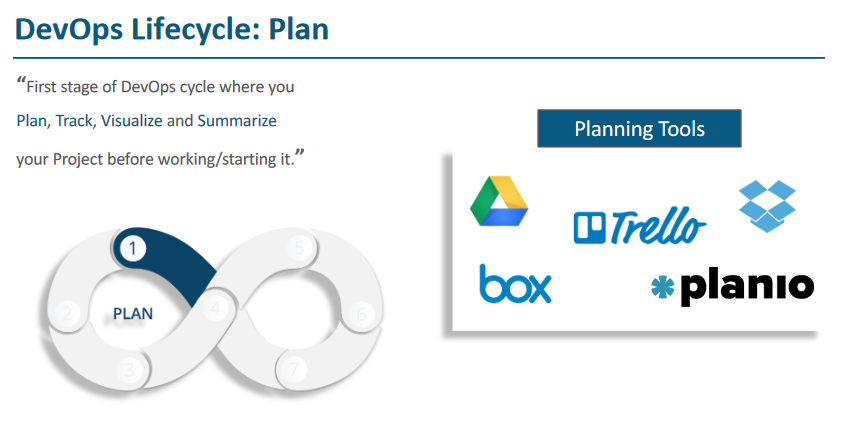 DevOps Lifecycle: Plan
“First stage of DevOps cycle where you
Plan, Track, Visualize and Summarize
your Project before working/starting it.”
Planning Tools
Trello
box
planio
1
2
3
4
5
6
7
PLAN